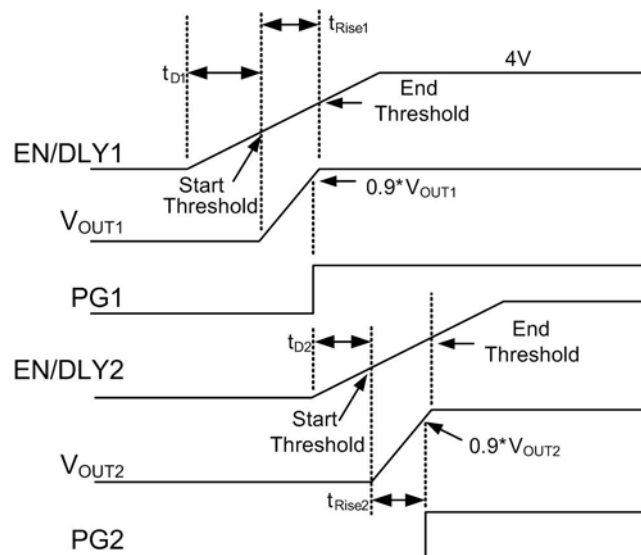 tRise1
tD1
4V
End
Threshold
EN/DLY1
Start
Threshold
0.9*VOUT1
VOUT1
PG1
tD2
End
Threshold
EN/DLY2
Start
Threshold
0.9*VOUT2
VOUT2
tRise2
PG2